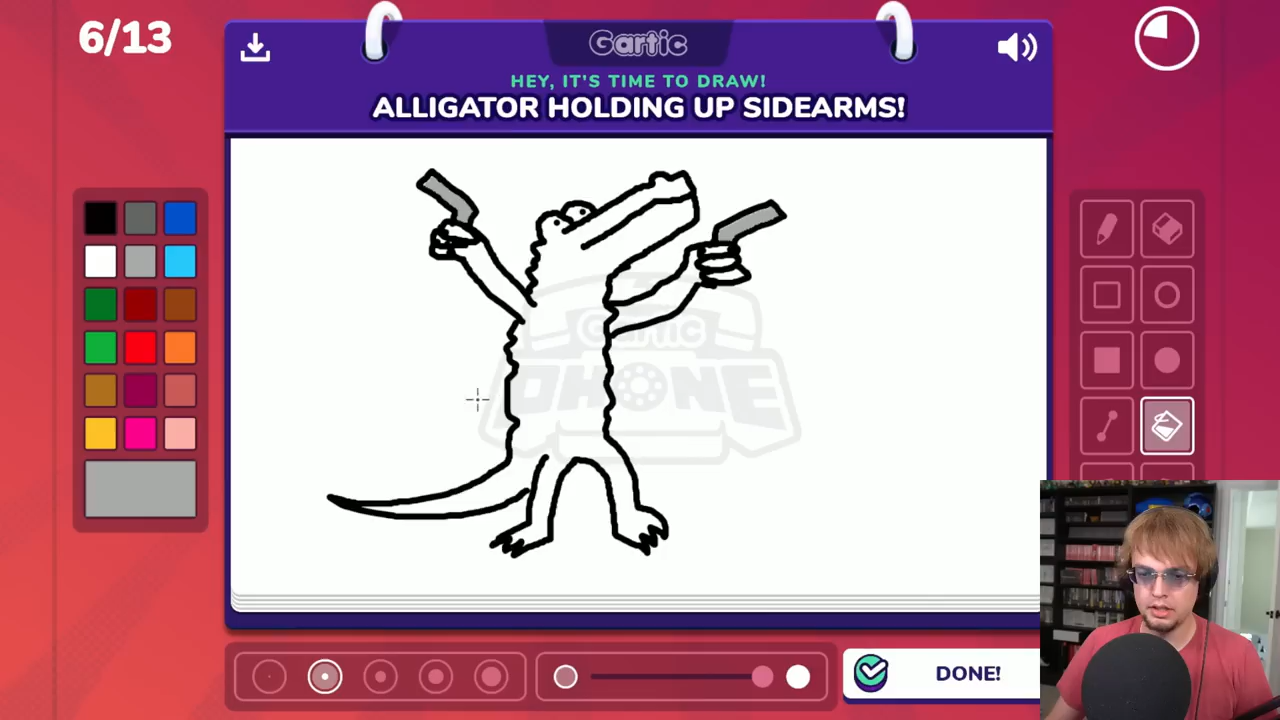 6/13
Gartic
HEY, IT'S TIME TO DRAW!
ALLIGATOR HOLDING UP SIDEARMS!
Gartic
PHONE
DONE!